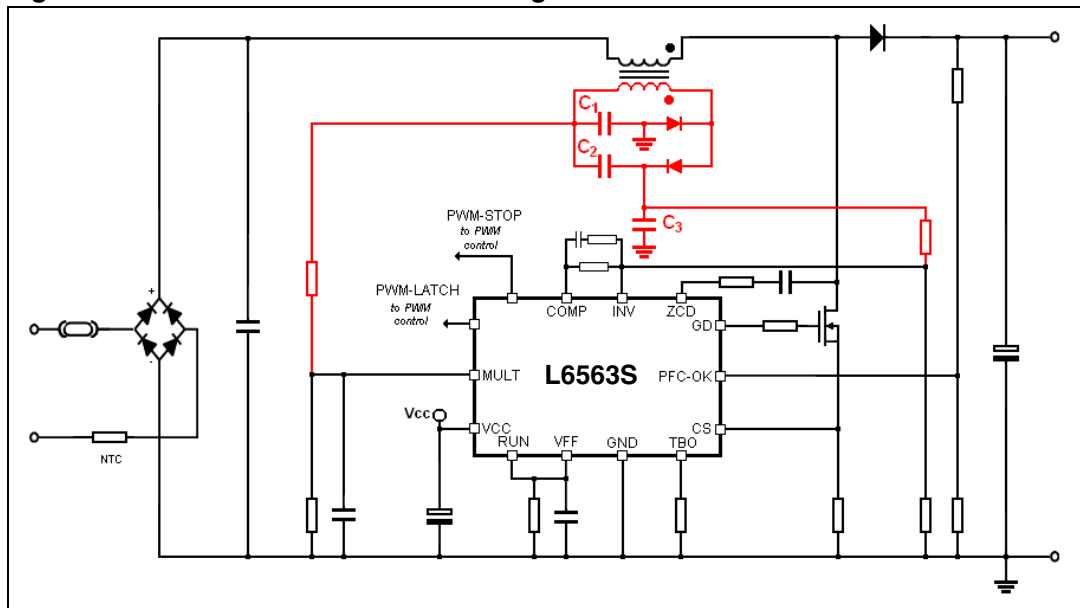 C1
C2
C3
PWM-STOP
to PWM
control
PWM-LATCH
to PWM
control
COMP
INV
ZCD
GD
L6563S
MULT
PFC-OK
Vcc
VCC
CS
RUN
VFF
GND
TBO
NTC
+
-